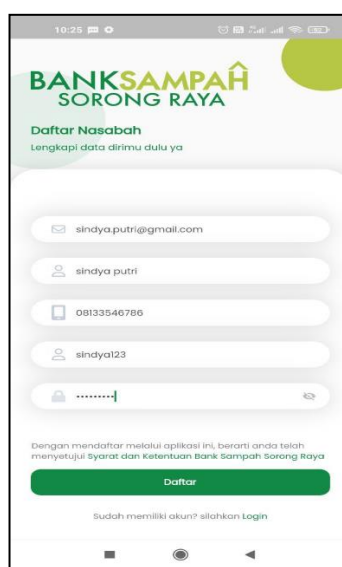 10:25
BANKSAMPAH
SORONG RAYA
Daftar Nasabah
Lengkapi data dirimu dulu ya
sindya.putri@gmail.com
sindya putri
08133546786
sindya123
•••••••••
Dengan mendaftar melalui aplikasi ini, berarti anda telah
menyetujui Syarat dan Ketentuan Bank Sampah Sorong Raya
Daftar
Sudah memiliki akun? silahkan Login